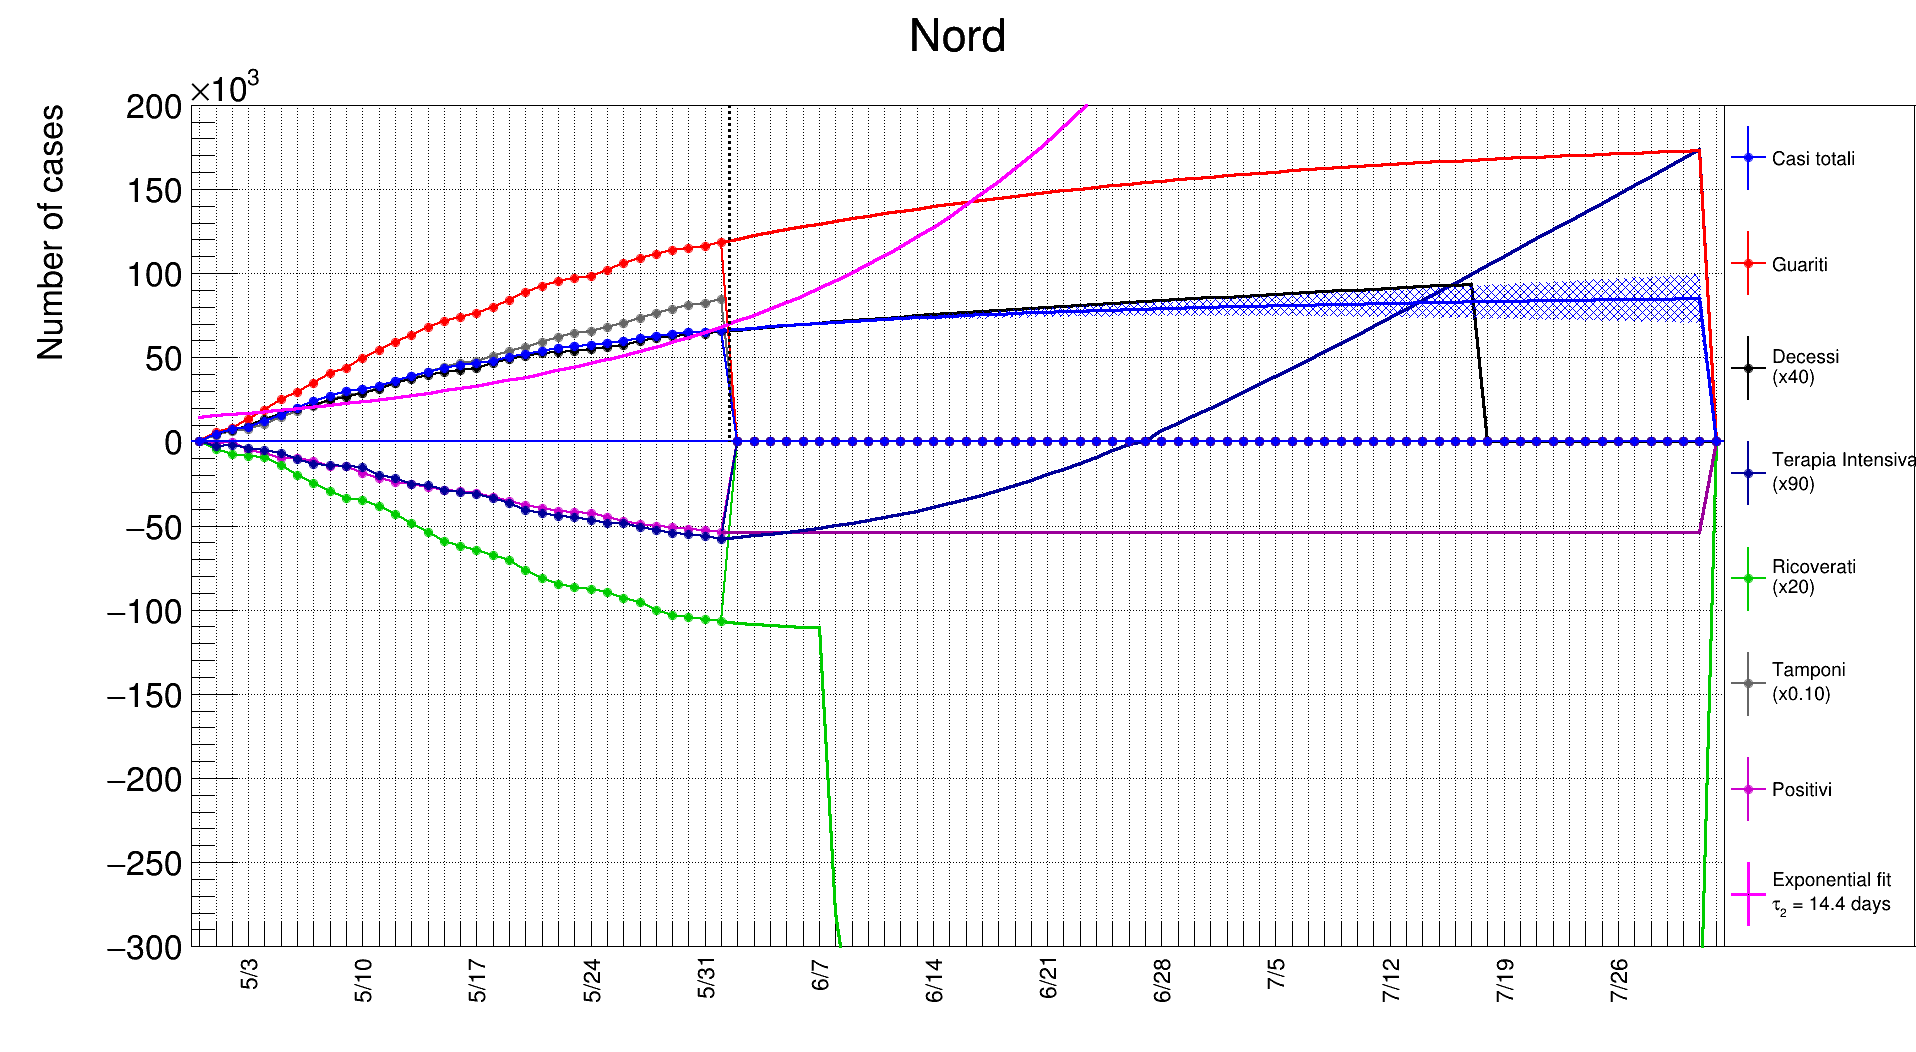 Nord
×10³
Number of cases
200
150
100
50
0
−50
−100
−150
−200
−250
−300
5/3
5/10
5/17
5/24
5/31
6/7
6/14
6/21
6/28
7/5
7/12
7/19
7/26
Casi totali
Guariti
Decessi
(x40)
Terapia Intensiva
(x90)
Ricoverati
(x20)
Tamponi
(x0.10)
Positivi
Exponential fit
τ₂ = 14.4 days